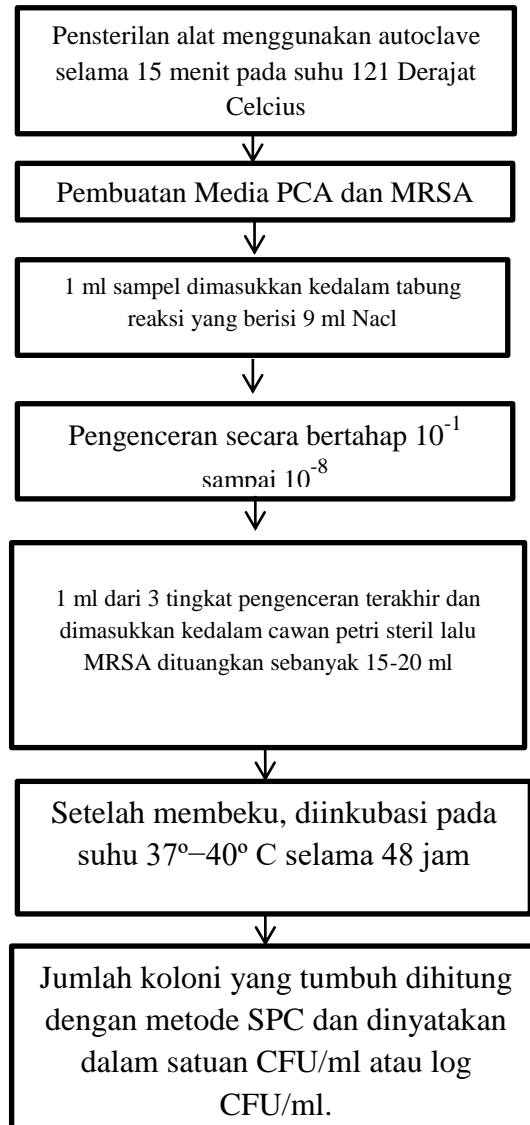 Pensterilan alat menggunakan autoclave
selama 15 menit pada suhu 121 Derajat
Celcius
Pembuatan Media PCA dan MRSA
1 ml sampel dimasukkan kedalam tabung
reaksi yang berisi 9 ml Nacl
Pengenceran secara bertahap 10⁻¹
sampai 10⁻⁸
1 ml dari 3 tingkat pengenceran terakhir dan
dimasukkan kedalam cawan petri steril lalu
MRSA dituangkan sebanyak 15-20 ml
Setelah membeku, diinkubasi pada
suhu 37º−40º C selama 48 jam
Jumlah koloni yang tumbuh dihitung
dengan metode SPC dan dinyatakan
dalam satuan CFU/ml atau log
CFU/ml.